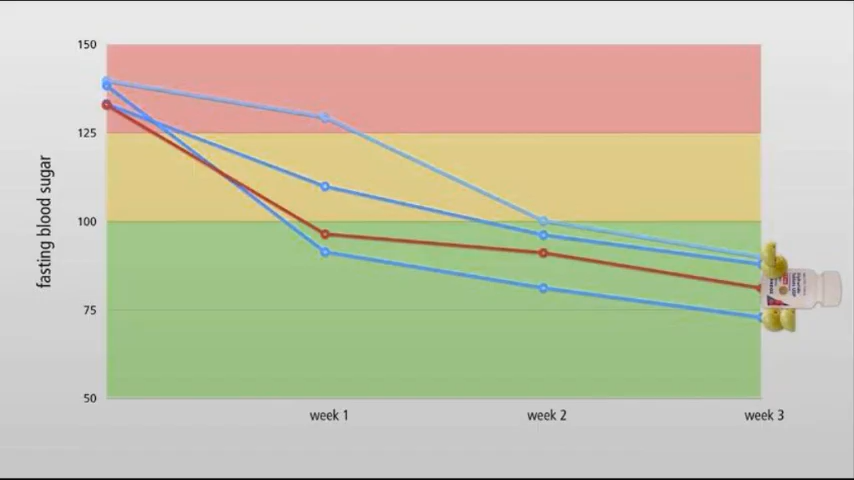 150
125
100
75
50
fasting blood sugar
week 1
week 2
week 3